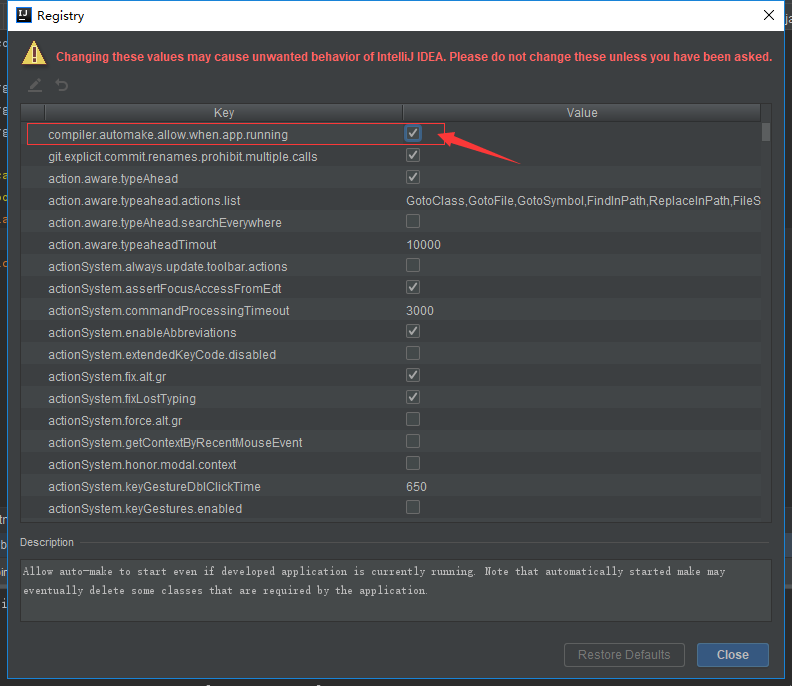 IJ Registry
Changing these values may cause unwanted behavior of IntelliJ IDEA. Please do not change these unless you have been asked.
Key Value
compiler.automake.allow.when.app.running
git.explicit.commit.renames.prohibit.multiple.calls
action.aware.typeAhead
action.aware.typeahead.actions.list GotoClass,GotoFile,GotoSymbol,FindInPath,ReplaceInPath,FileS
action.aware.typeAhead.searchEverywhere
action.aware.typeaheadTimout 10000
actionSystem.always.update.toolbar.actions
actionSystem.assertFocusAccessFromEdt
actionSystem.commandProcessingTimeout 3000
actionSystem.enableAbbreviations
actionSystem.extendedKeyCode.disabled
actionSystem.fix.alt.gr
actionSystem.fixLostTyping
actionSystem.force.alt.gr
actionSystem.getContextByRecentMouseEvent
actionSystem.honor.modal.context
actionSystem.keyGestureDblClickTime 650
actionSystem.keyGestures.enabled
Description
Allow auto-make to start even if developed application is currently running. Note that automatically started make may
eventually delete some classes that are required by the application.
Restore Defaults Close